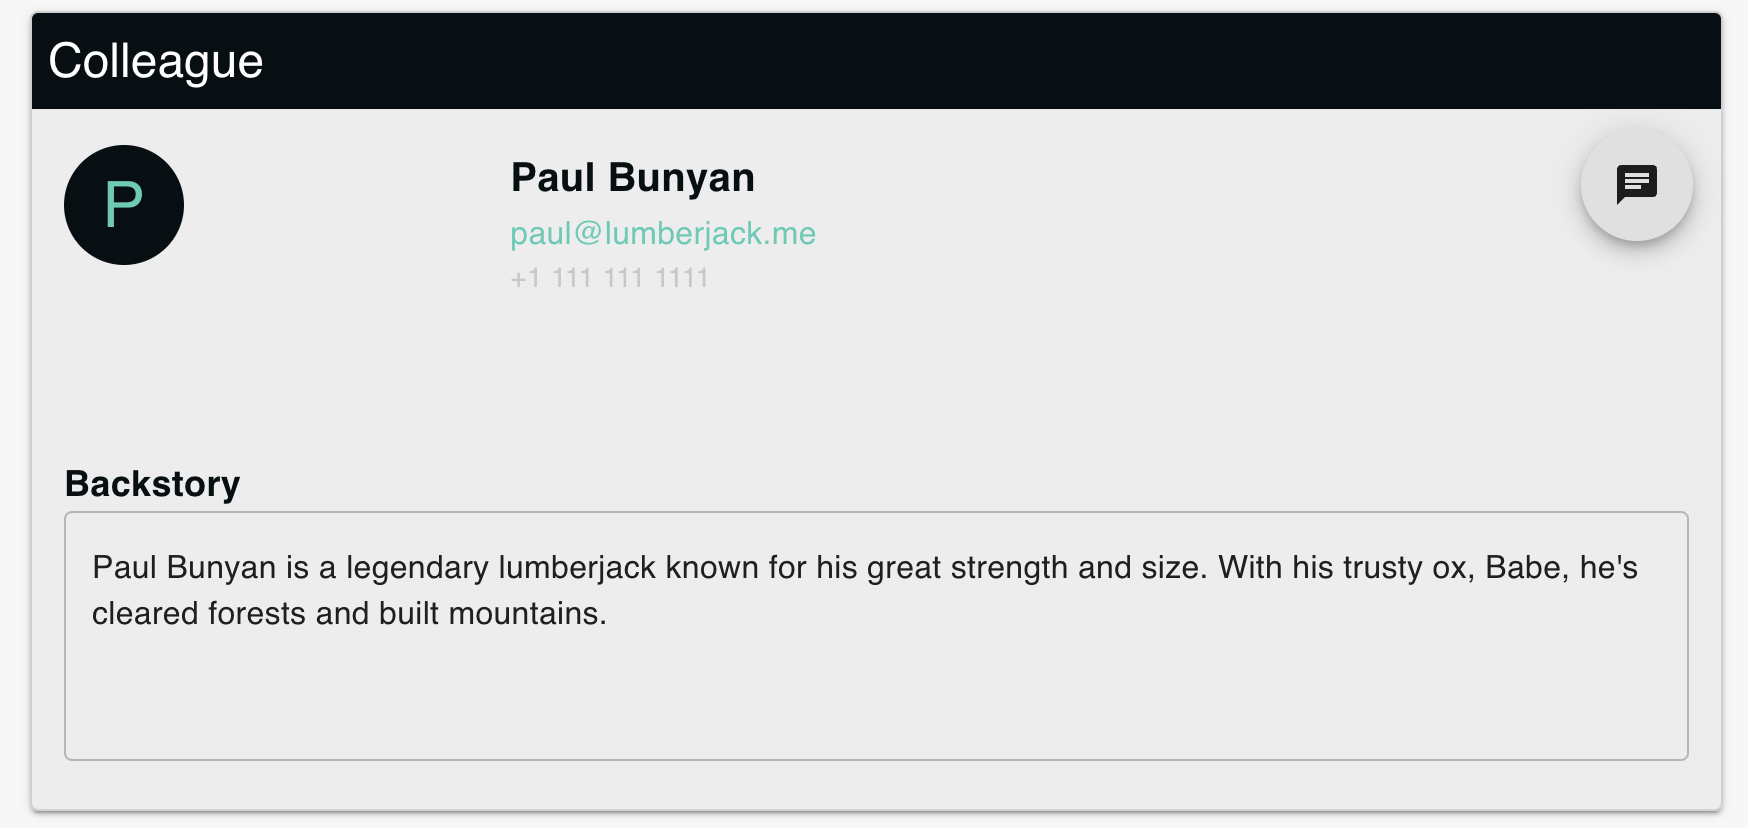 Colleague
P
Paul Bunyan
paul@lumberjack.me
+1 111 111 1111
Backstory
Paul Bunyan is a legendary lumberjack known for his great strength and size. With his trusty ox, Babe, he's
cleared forests and built mountains.